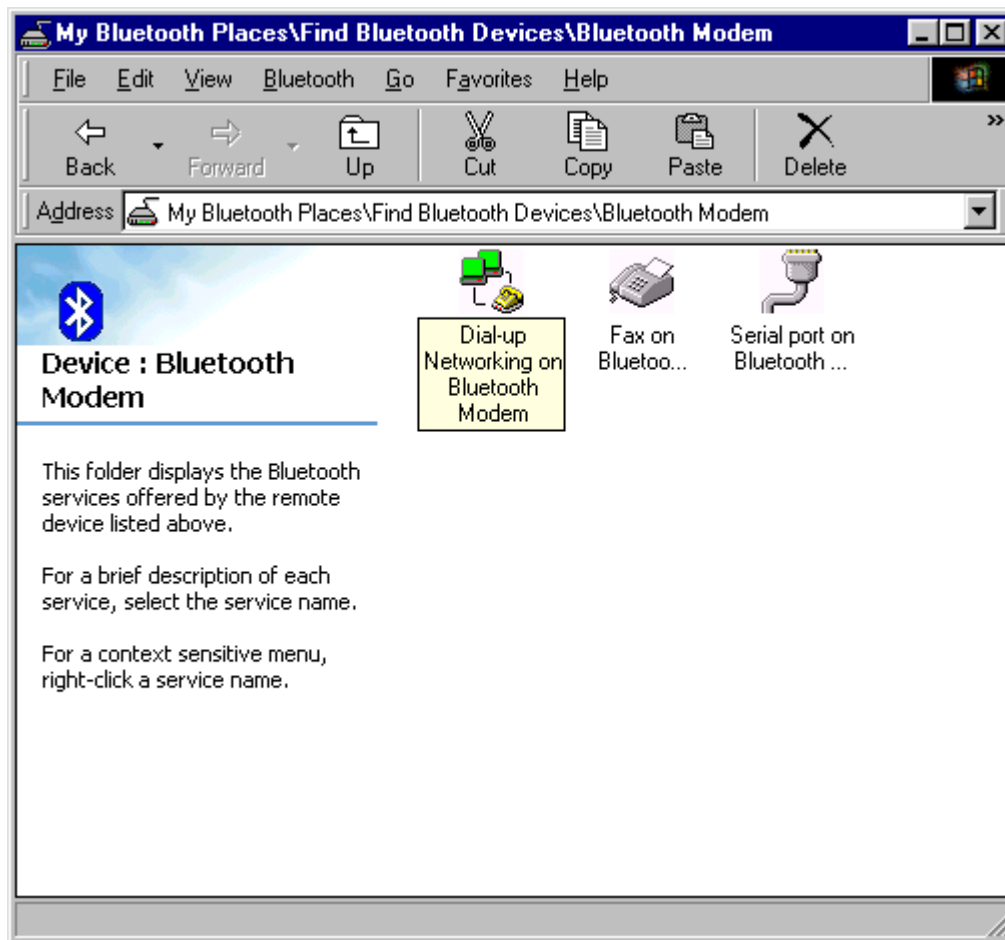 My Bluetooth Places\Find Bluetooth Devices\Bluetooth Modem
File Edit View Bluetooth Go Favorites Help
Back Forward Up Cut Copy Paste Delete »
Address My Bluetooth Places\Find Bluetooth Devices\Bluetooth Modem
Device : Bluetooth
Modem
This folder displays the Bluetooth
services offered by the remote
device listed above.
For a brief description of each
service, select the service name.
For a context sensitive menu,
right-click a service name.
Dial-up
Networking on
Bluetooth
Modem
Fax on
Bluetoo...
Serial port on
Bluetooth ...